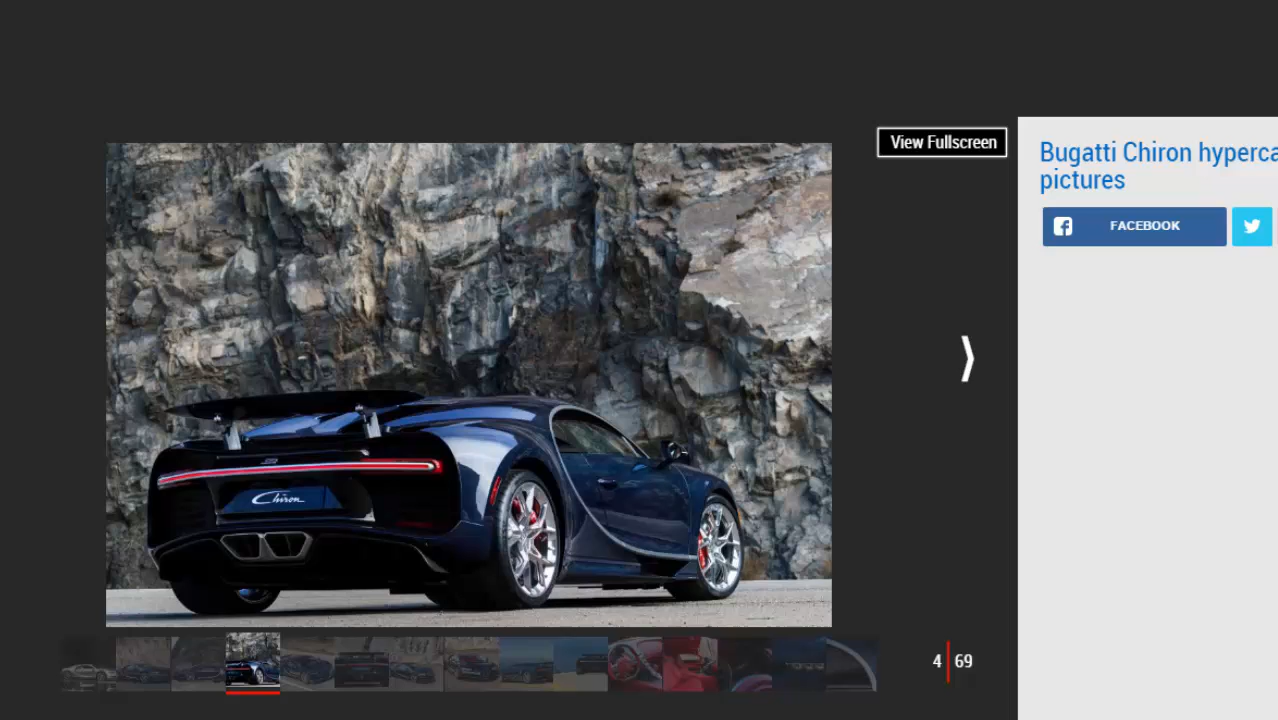 View Fullscreen
Bugatti Chiron hyperca
pictures
FACEBOOK
Chiron
4 69